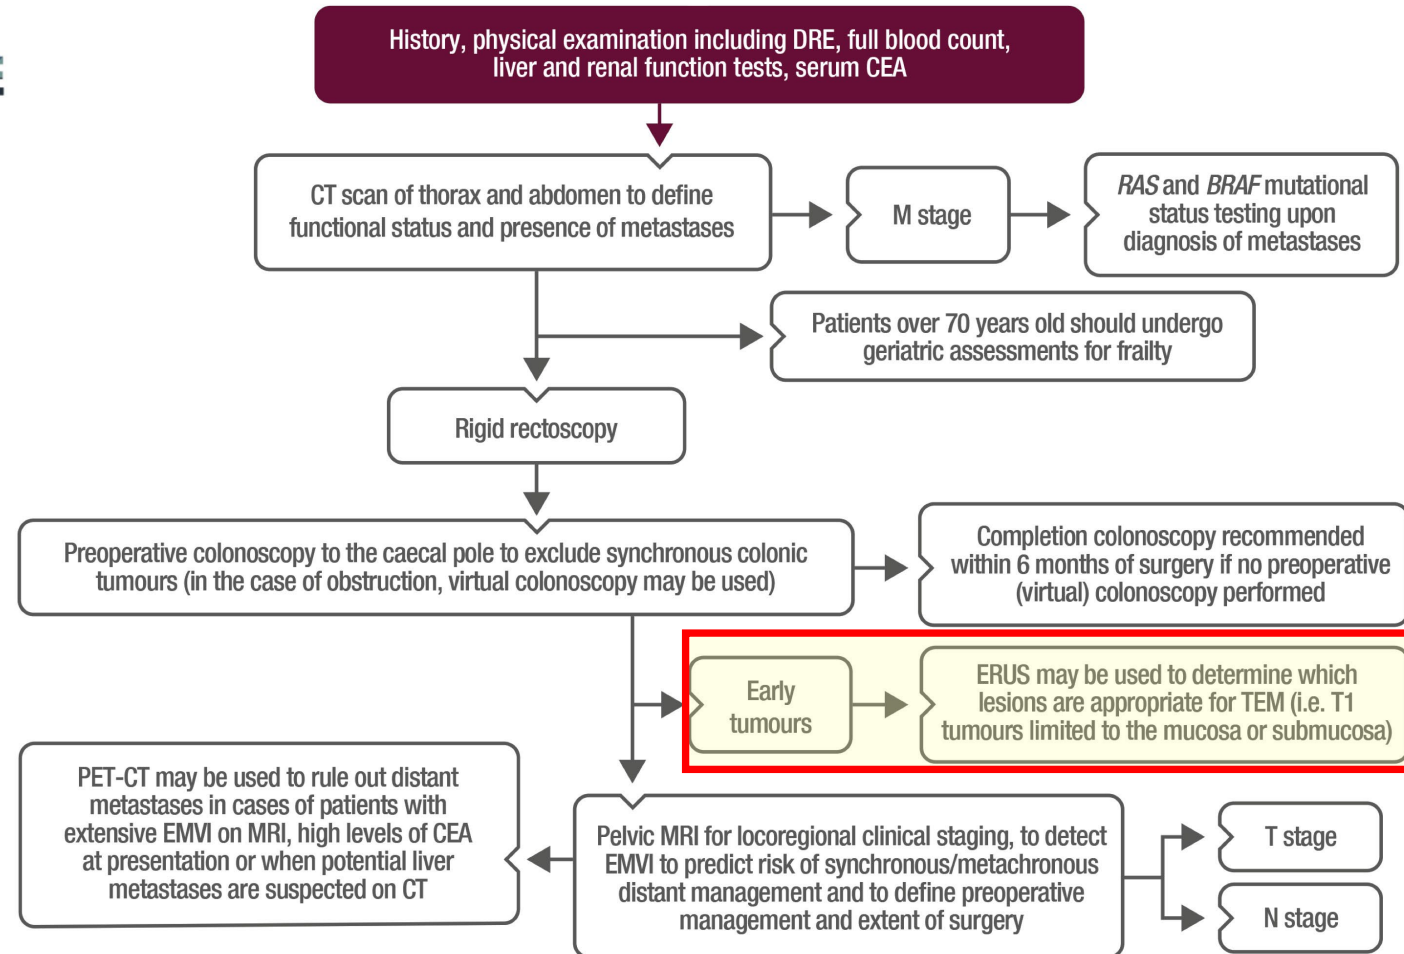 History, physical examination including DRE, full blood count,
liver and renal function tests, serum CEA
CT scan of thorax and abdomen to define
functional status and presence of metastases
M stage
RAS and BRAF mutational
status testing upon
diagnosis of metastases
Patients over 70 years old should undergo
geriatric assessments for frailty
Rigid rectoscopy
Preoperative colonoscopy to the caecal pole to exclude synchronous colonic
tumours (in the case of obstruction, virtual colonoscopy may be used)
Completion colonoscopy recommended
within 6 months of surgery if no preoperative
(virtual) colonoscopy performed
Early
tumours
ERUS may be used to determine which
lesions are appropriate for TEM (i.e. T1
tumours limited to the mucosa or submucosa)
PET-CT may be used to rule out distant
metastases in cases of patients with
extensive EMVI on MRI, high levels of CEA
at presentation or when potential liver
metastases are suspected on CT
Pelvic MRI for locoregional clinical staging, to detect
EMVI to predict risk of synchronous/metachronous
distant management and to define preoperative
management and extent of surgery
T stage
N stage